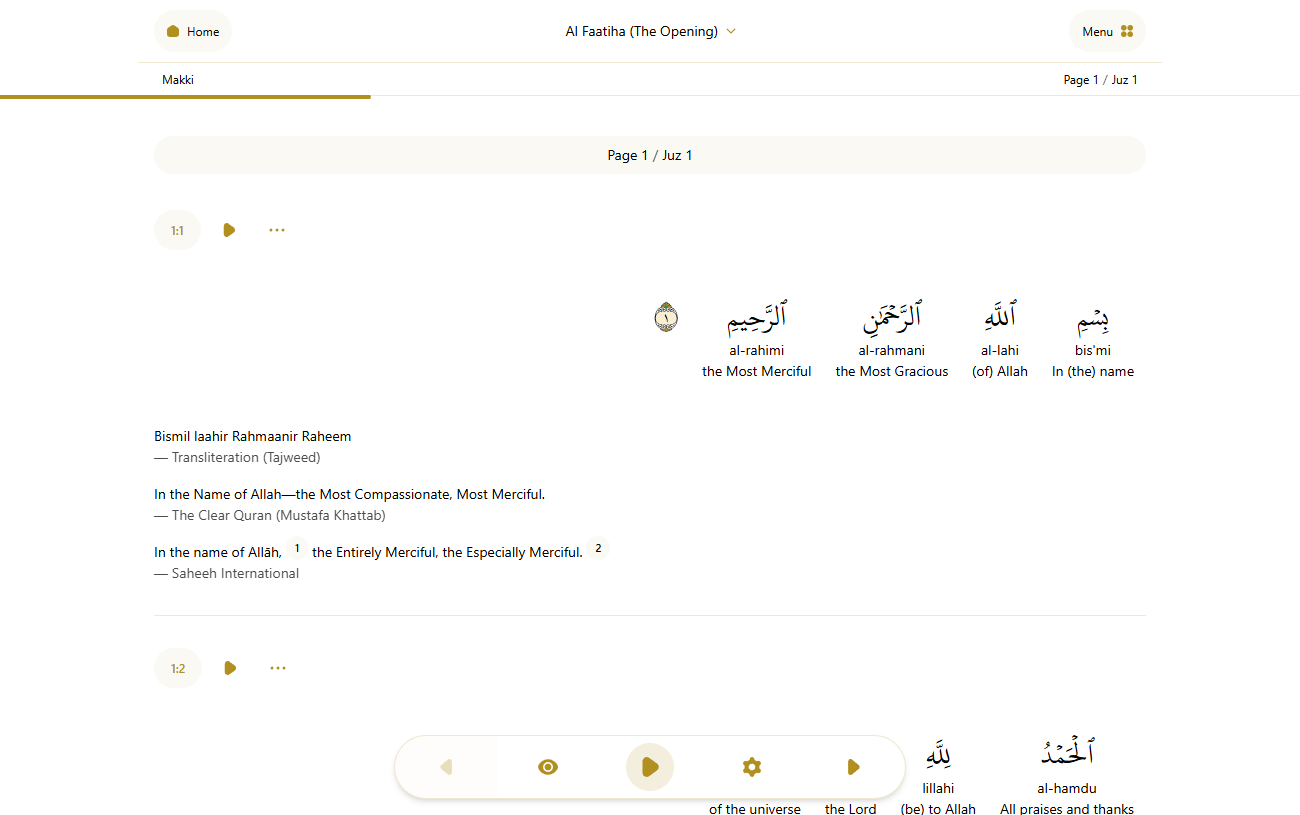 Home
Al Faatiha (The Opening)
Menu
Makki
Page 1 / Juz 1
Page 1 / Juz 1
1:1
بِسْمِ ٱللَّهِ ٱلرَّحْمَٰنِ ٱلرَّحِيمِ ١
bis'mi al-lahi al-rahmani al-rahimi
In (the) name (of) Allah the Most Gracious the Most Merciful
Bismil laahir Rahmaanir Raheem
— Transliteration (Tajweed)
In the Name of Allah—the Most Compassionate, Most Merciful.
— The Clear Quran (Mustafa Khattab)
In the name of Allāh, 1 the Entirely Merciful, the Especially Merciful. 2
— Saheeh International
1:2
ٱلْحَمْدُ لِلَّهِ
al-hamdu lillahi
All praises and thanks (be) to Allah the Lord of the universe